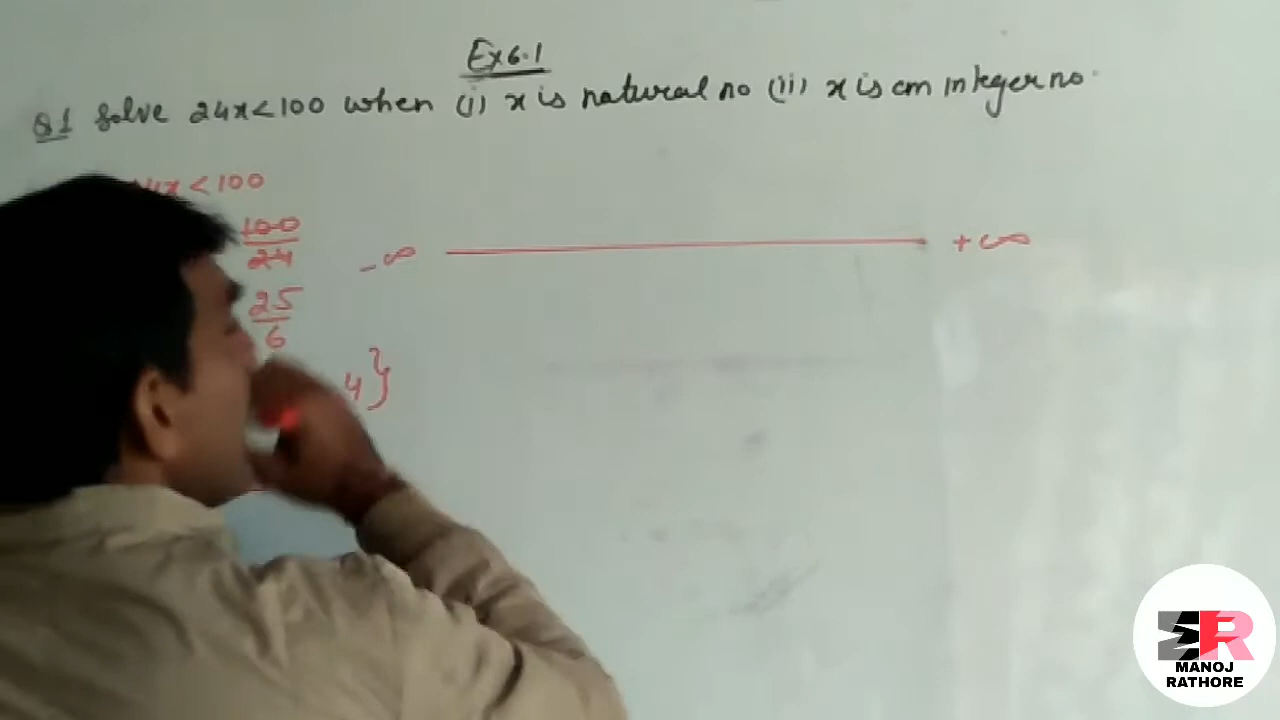 Ex 6.1
Q1 Solve 24x<100 when (i) x is natural no (ii) x is an integer no.
24x < 100
100
24
-∞ +∞
25
6
4}
MANOJ
RATHORE